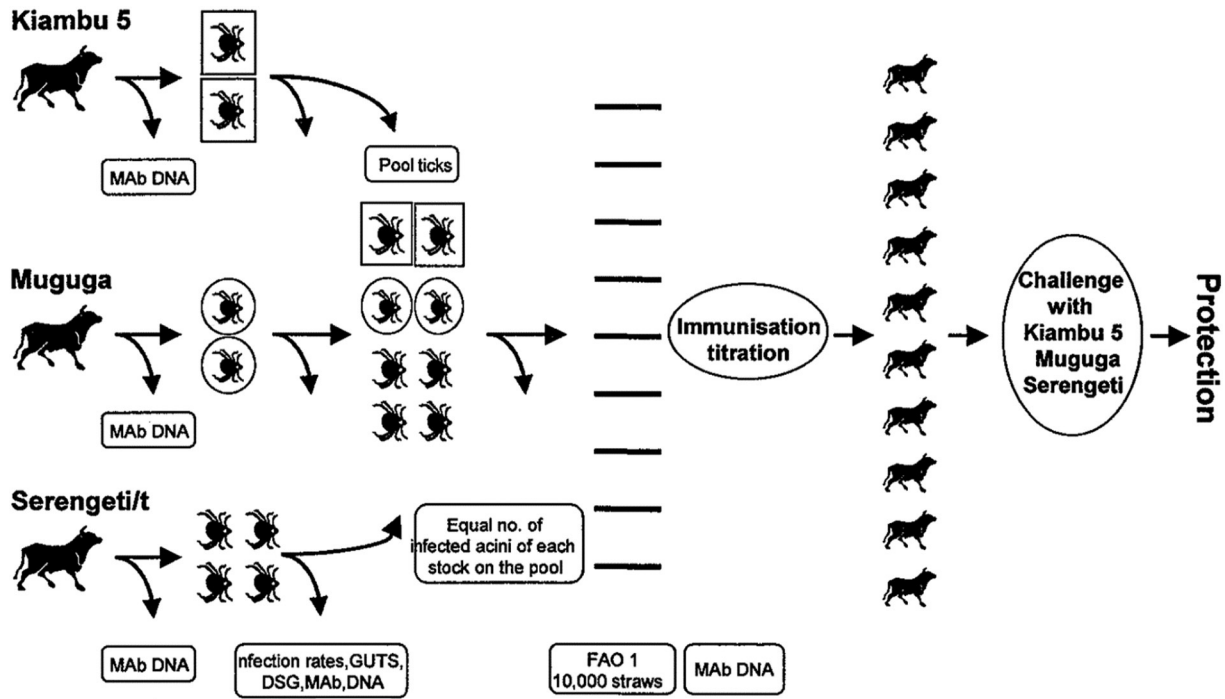 Kiambu 5
MAb DNA
Pool ticks
Muguga
MAb DNA
Serengeti/t
MAb DNA
nfection rates,GUTS,
DSG,MAb,DNA
Equal no. of
infected acini of each
stock on the pool
FAO 1
10,000 straws
MAb DNA
Immunisation
titration
Challenge
with
Kiambu 5
Muguga
Serengeti
Protection